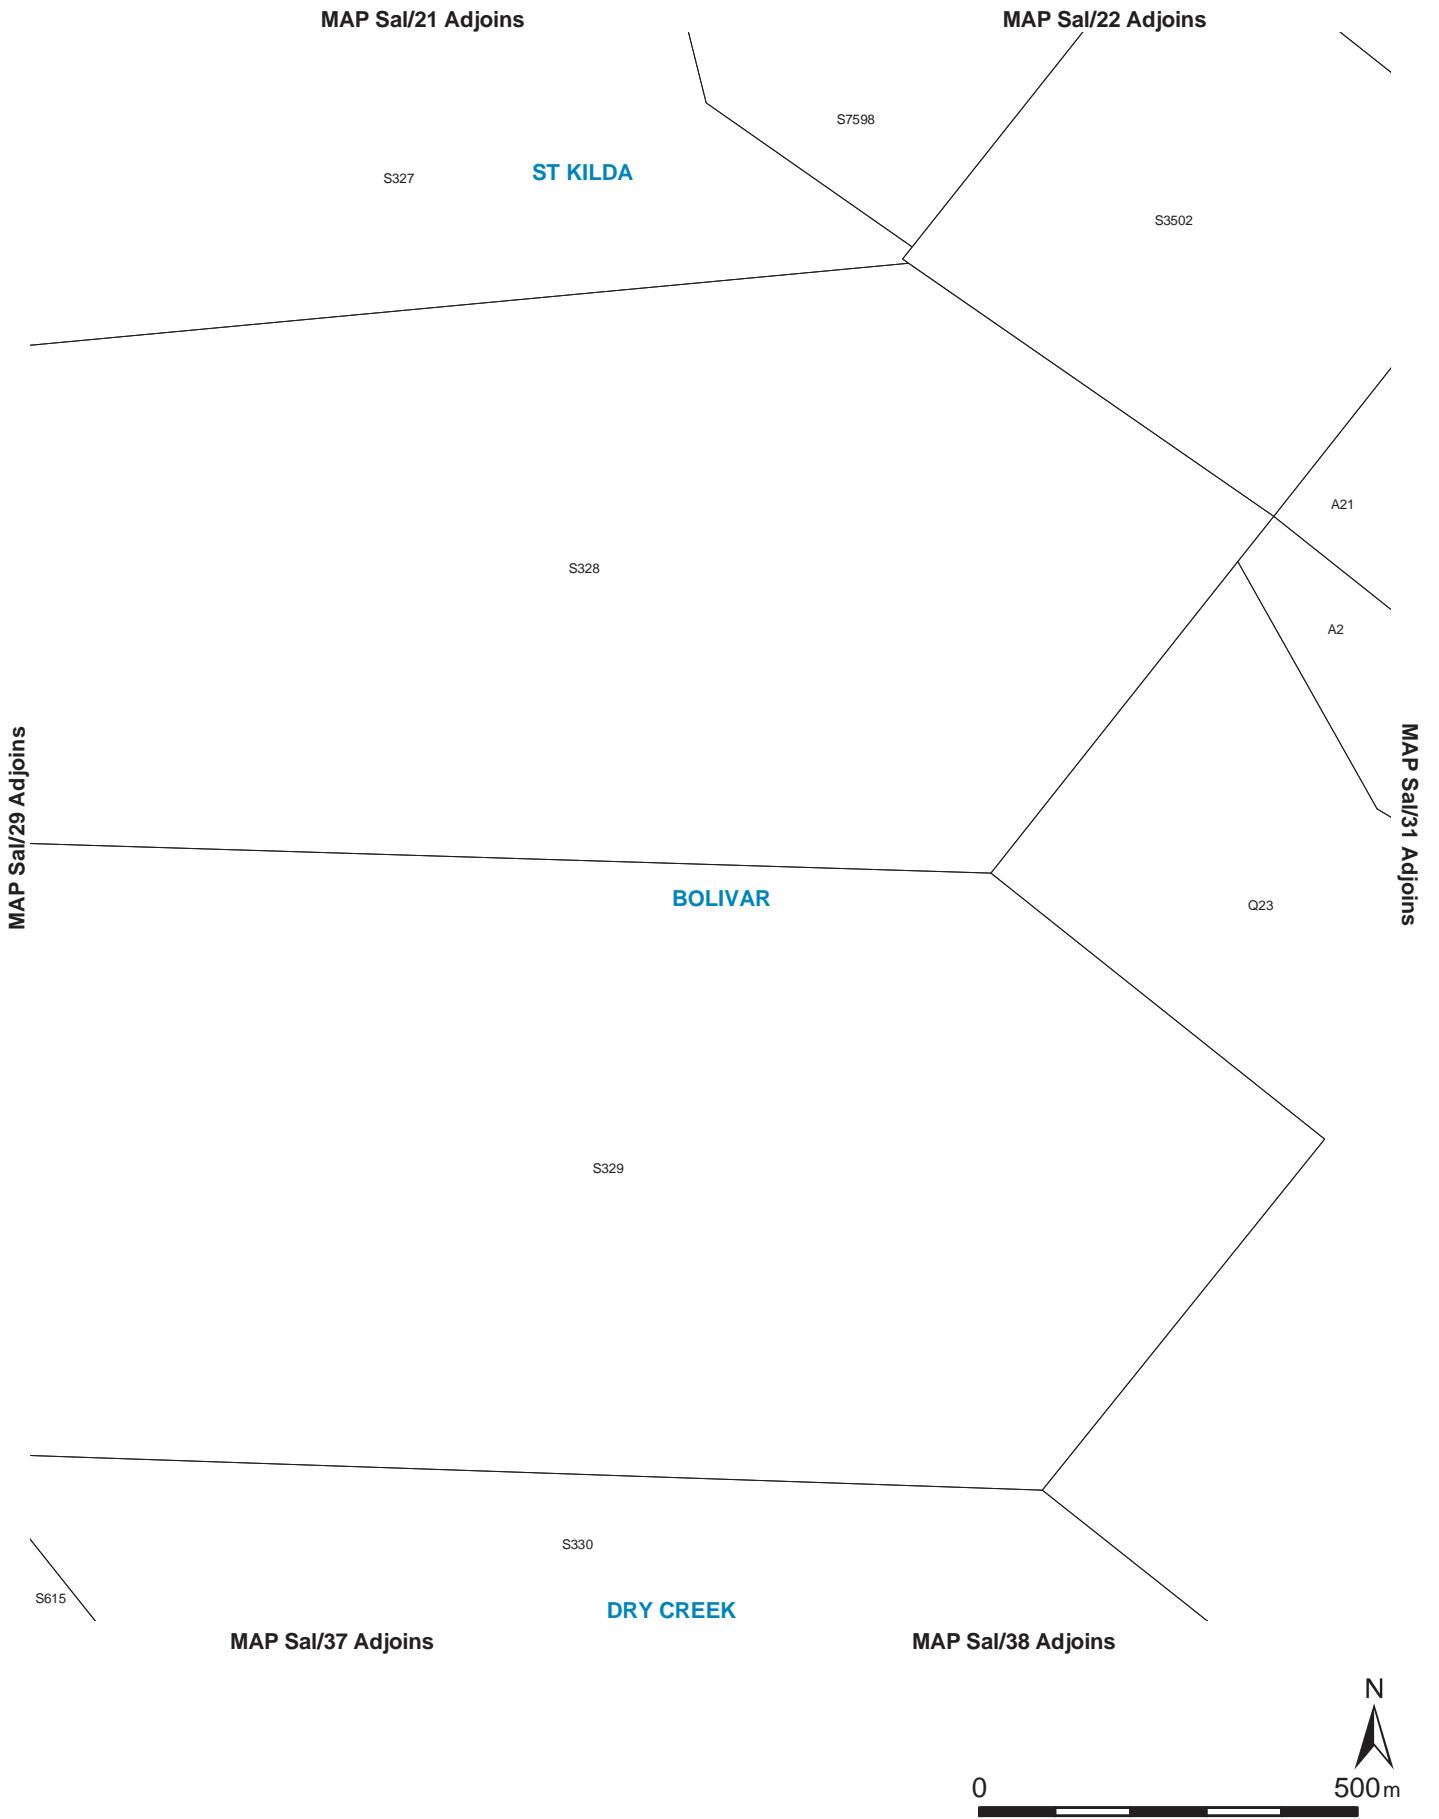 MAP Sal/21 Adjoins
MAP Sal/22 Adjoins
S7598
ST KILDA
S327
S3502
A21
S328
A2
MAP Sal/29 Adjoins
MAP Sal/31 Adjoins
BOLIVAR
Q23
S329
S330
S615
DRY CREEK
MAP Sal/37 Adjoins
MAP Sal/38 Adjoins
N
0
500m